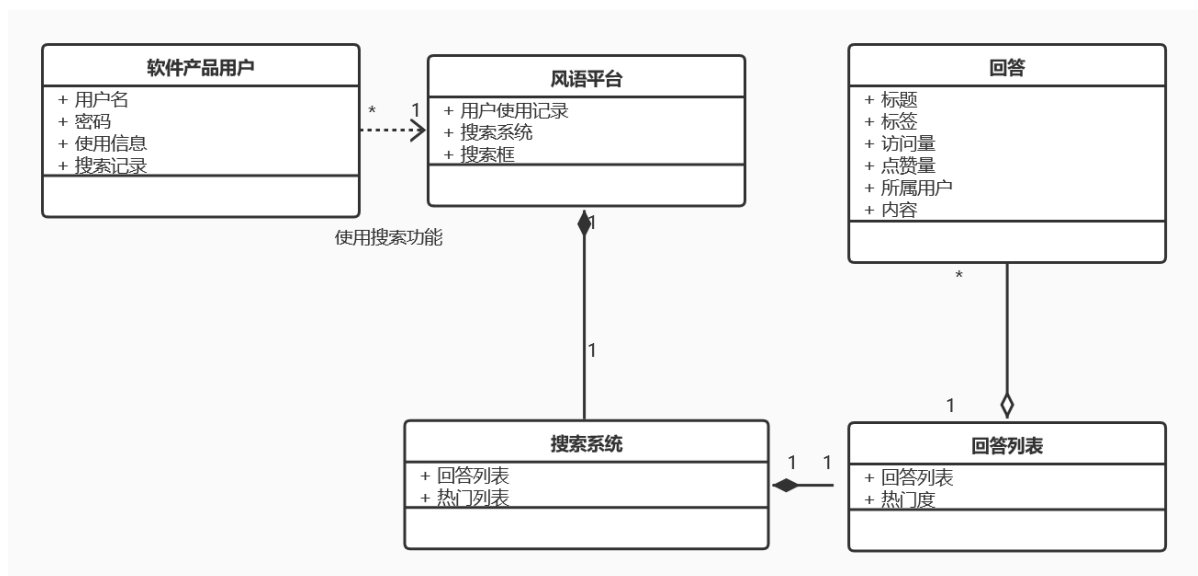 软件产品用户
+ 用户名
+ 密码
+ 使用信息
+ 搜索记录
* 1
使用搜索功能
风语平台
+ 用户使用记录
+ 搜索系统
+ 搜索框
1
1
回答
+ 标题
+ 标签
+ 访问量
+ 点赞量
+ 所属用户
+ 内容
*
1
搜索系统
+ 回答列表
+ 热门列表
1 1
回答列表
+ 回答列表
+ 热门度